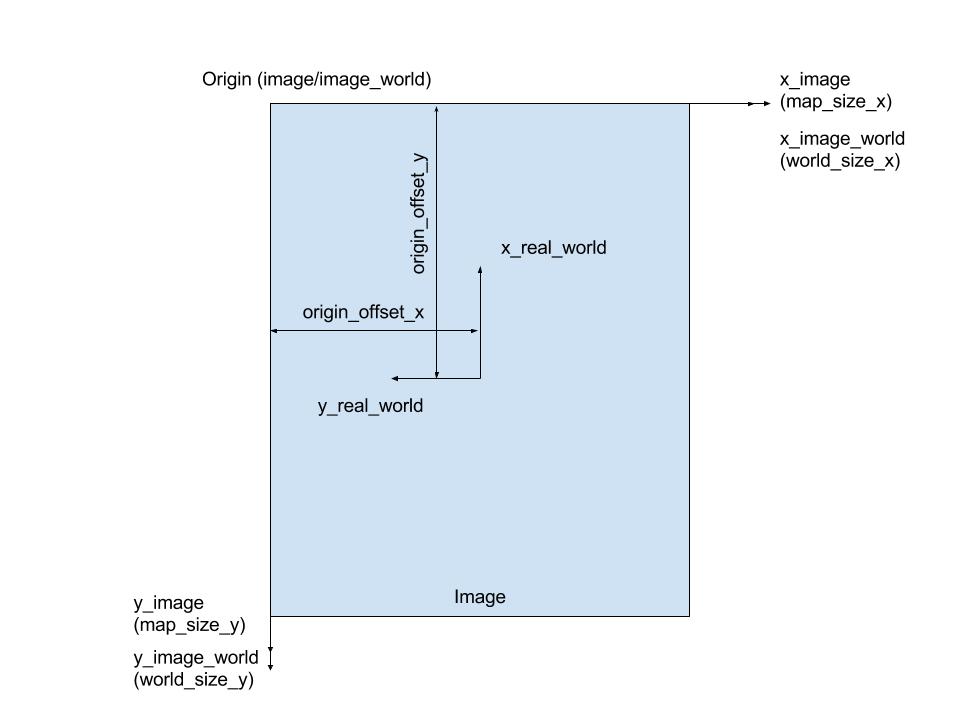 Origin (image/image_world)
x_image
(map_size_x)
x_image_world
(world_size_x)
origin_offset_y
x_real_world
origin_offset_x
y_real_world
Image
y_image
(map_size_y)
y_image_world
(world_size_y)